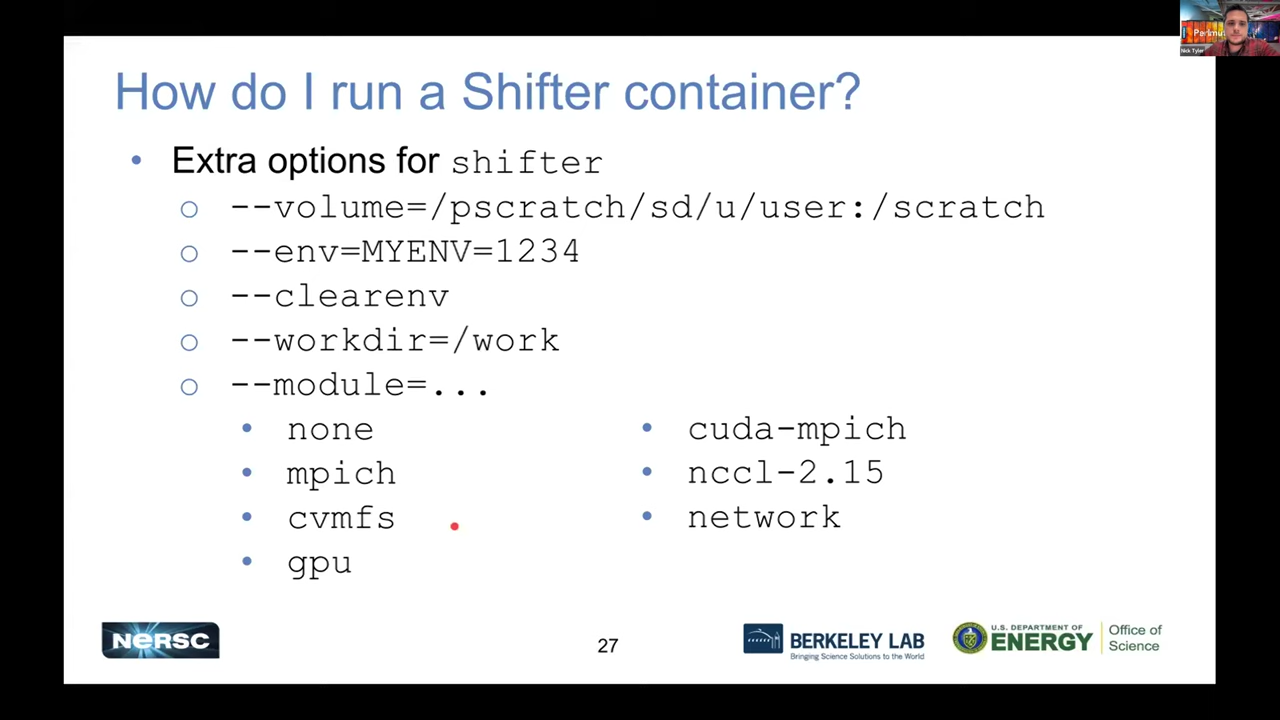 How do I run a Shifter container?
• Extra options for shifter
○ --volume=/pscratch/sd/u/user:/scratch
○ --env=MYENV=1234
○ --clearenv
○ --workdir=/work
○ --module=...
• none
• mpich
• cvmfs
• gpu
• cuda-mpich
• nccl-2.15
• network
NERSC
27
BERKELEY LAB
Bringing Science Solutions to the World
U.S. DEPARTMENT OF
ENERGY
Office of
Science
Nick Tyler